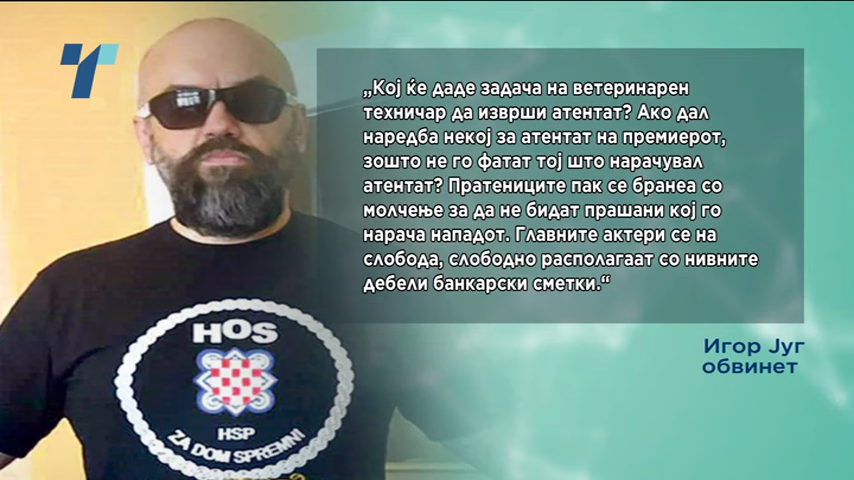 „Кој ќе даде задача на ветеринарен
техничар да изврши атентат? Ако дал
наредба некој за атентат на премиерот,
зошто не го фатат тој што нарачувал
атентат? Пратениците пак се бранеа со
молчење за да не бидат прашани кој го
нарача нападот. Главните актери се на
слобода, слободно располагаат со нивните
дебели банкарски сметки.“
Игор Југ
обвинет
HOS
HSP
ZA DOM SPREMNI